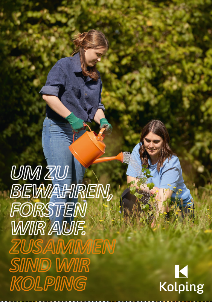 UM ZU
BEWAHREN,
FORSTEN
WIR AUF.
ZUSAMMEN
SIND WIR
KOLPING
Kolping